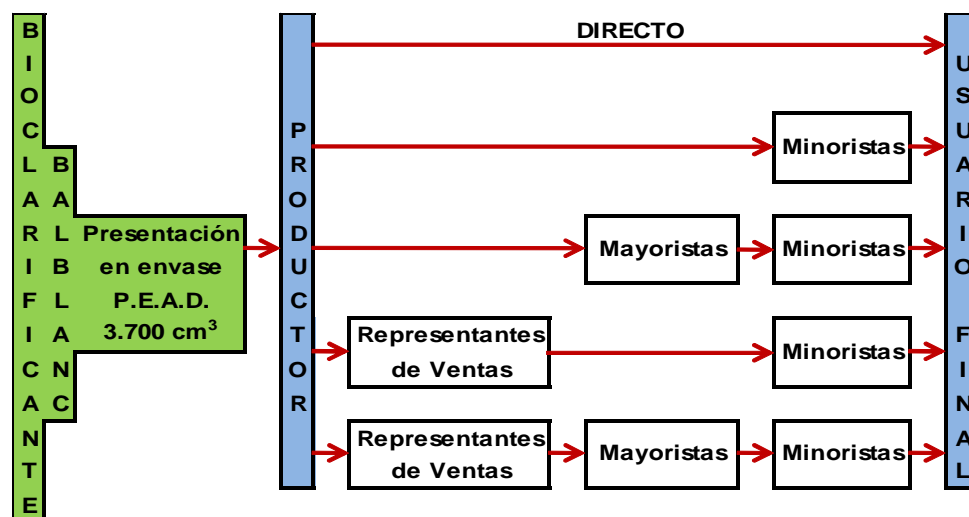 BIOCLARIFICANTE
BALBLANC
Presentación
en envase
P.E.A.D.
3.700 cm³
PRODUCTOR
DIRECTO
Minoristas
Mayoristas
Minoristas
Representantes
de Ventas
Minoristas
Representantes
de Ventas
Mayoristas
Minoristas
USUARIO FINAL